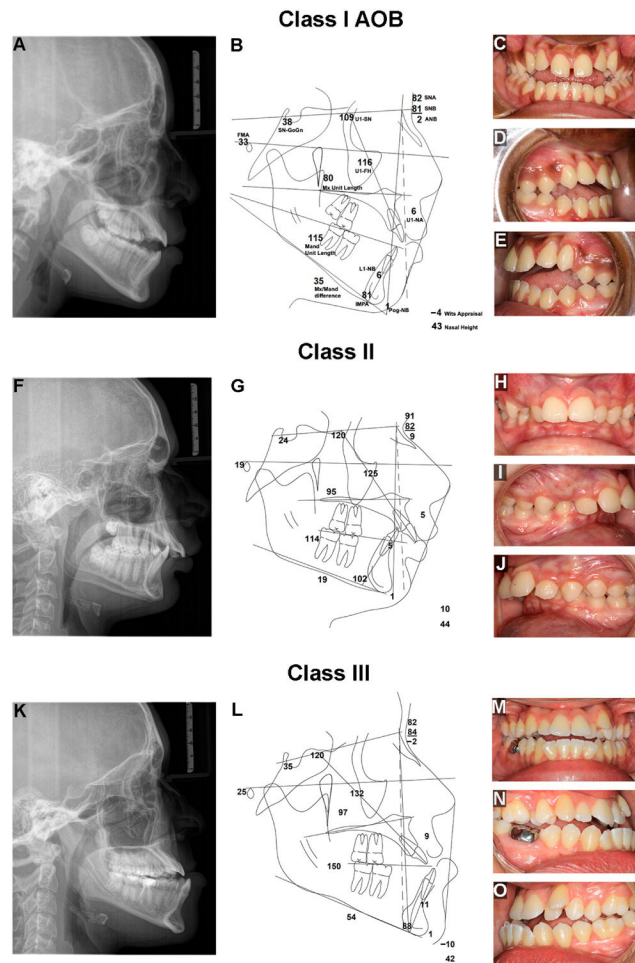 Class I AOB
A
B
C
82 SNA
81 SNB
2 ANB
38
SN-GoGn
109 U1-SN
FMA
33
116
U1-FH
D
80
Mx Unit Length
6
U1-NA
115
Mand
Unit Length
E
35
Mx/Mand
difference
L1-NB
6
81
IMPA
1
Pog-NB
−4 Wits Appraisal
43 Nasal Height
Class II
F
G
H
91
82
9
24
120
19
125
I
95
5
114
5
J
19
102
1
10
44
Class III
K
L
M
82
84
−2
35
120
25
132
N
97
9
150
11
O
54
88
1
−10
42